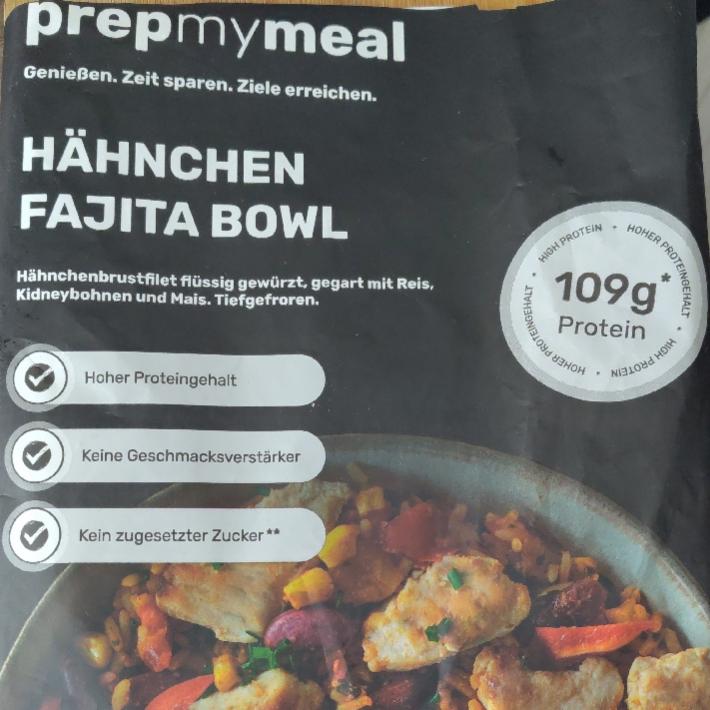 prepmymeal
Genießen. Zeit sparen. Ziele erreichen.
HÄHNCHEN
FAJITA BOWL
Hähnchenbrustfilet flüssig gewürzt, gegart mit Reis,
Kidneybohnen und Mais. Tiefgefroren.
HIGH PROTEIN • HOHER PROTEINGEHALT • HIGH PROTEIN • HOHER PROTEINGEHALT •
109g*
Protein
Hoher Proteingehalt
Keine Geschmacksverstärker
Kein zugesetzter Zucker**